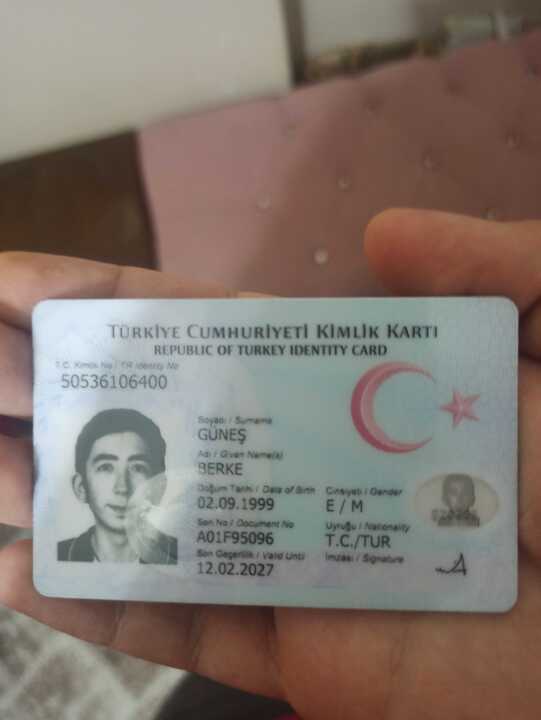 TÜRKİYE CUMHURİYETİ KİMLİK KARTI
REPUBLIC OF TURKEY IDENTITY CARD
T.C. Kimlik No / TR Identity No
50536106400
Soyadı / Surname
GÜNEŞ
Adı / Given Name(s)
BERKE
Doğum Tarihi / Date of Birth Cinsiyeti / Gender
02.09.1999 E / M
Seri No / Document No Uyruğu / Nationality
A01F95096 T.C./TUR
Son Geçerlilik / Valid Until İmzası / Signature
12.02.2027